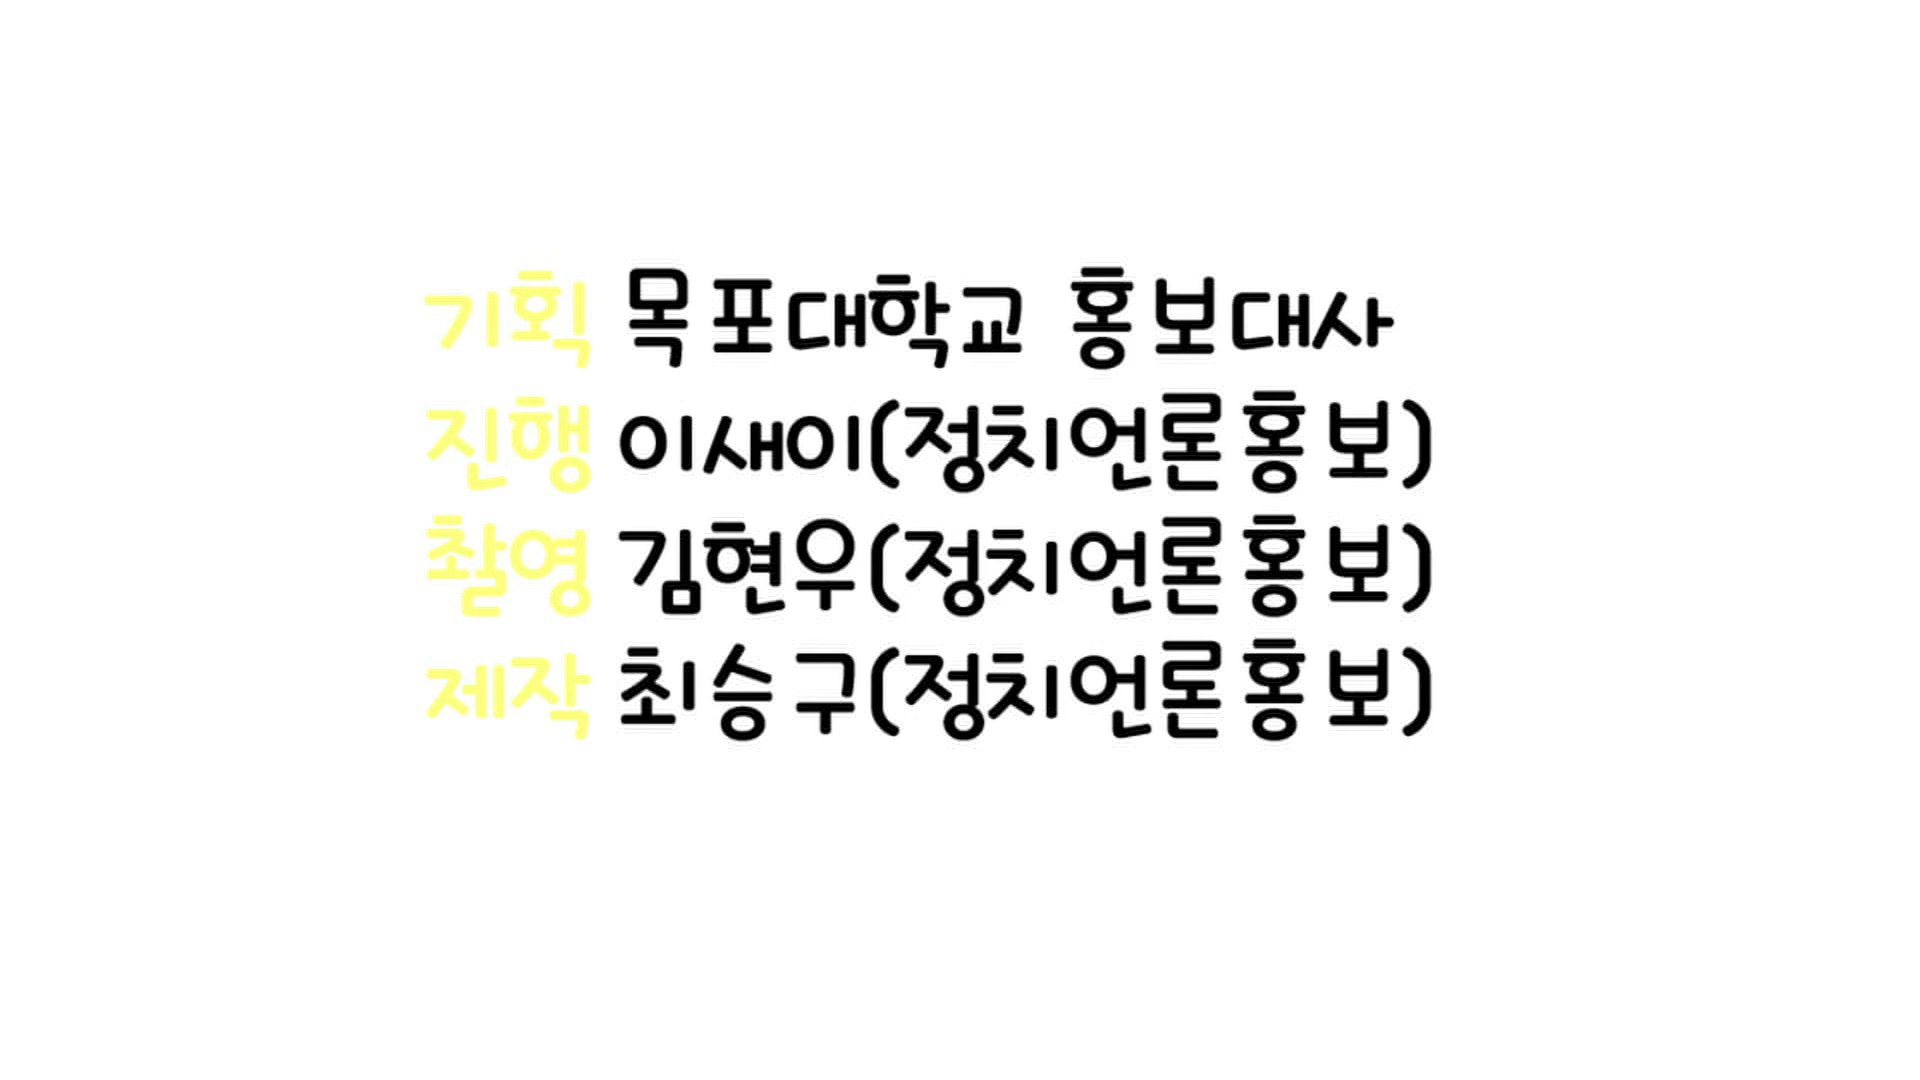 기획 목포대학교 홍보대사
진행 이새이(정치언론홍보)
촬영 김현우(정치언론홍보)
제작 최승구(정치언론홍보)